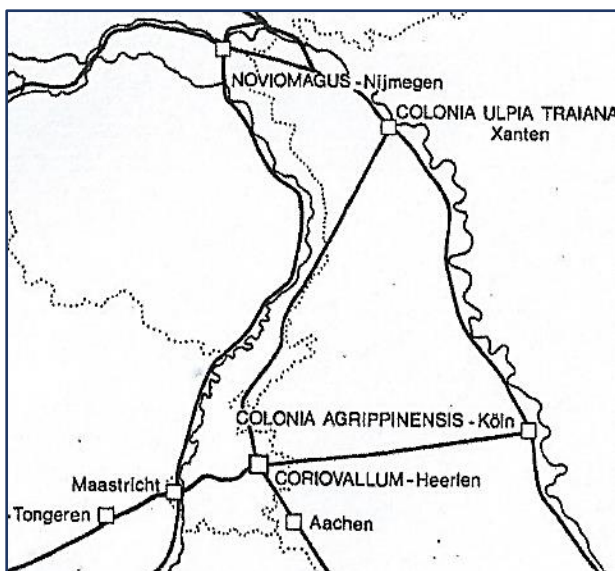 NOVIOMAGUS-Nijmegen
COLONIA ULPIA TRAIANA
Xanten
COLONIA AGRIPPINENSIS-Köln
Maastricht
CORIOVALLUM-Heerlen
-Tongeren
Aachen